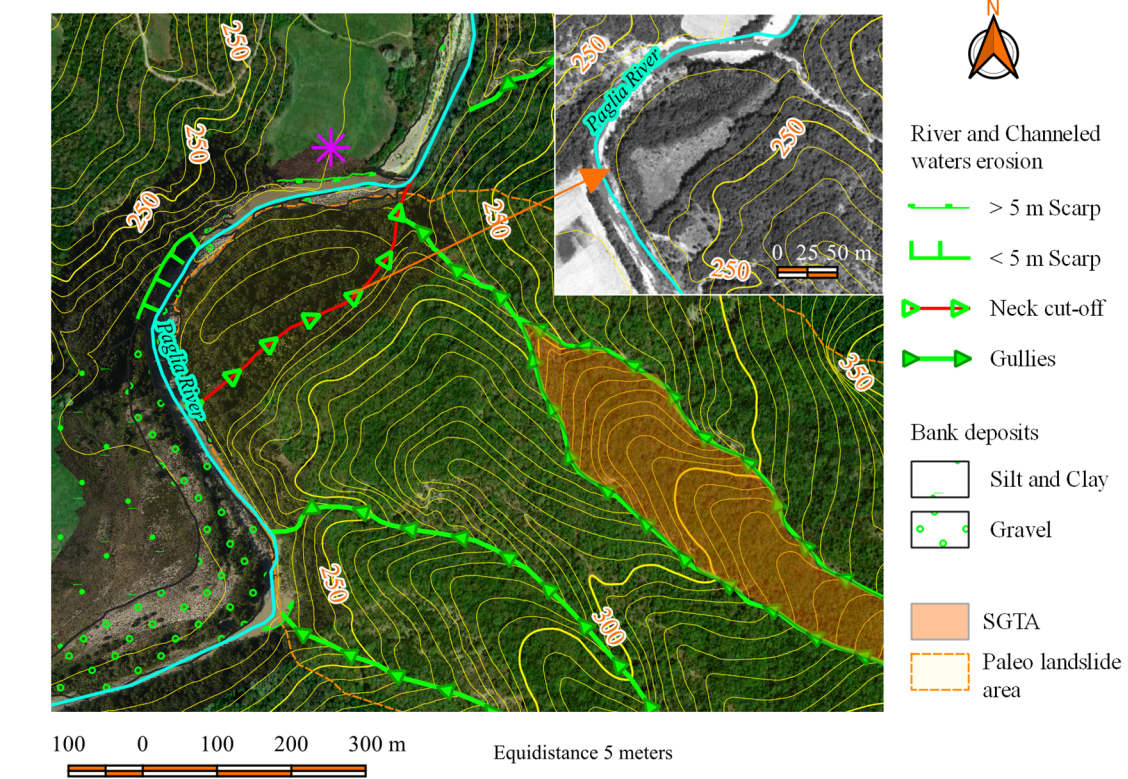 N
250
250
250
250
250
300
350
Paglia River
250
250
250
Paglia River
0 25 50 m
River and Channeled
waters erosion
> 5 m Scarp
< 5 m Scarp
Neck cut-off
Gullies
Bank deposits
Silt and Clay
Gravel
SGTA
Paleo landslide
area
100 0 100 200 300 m
Equidistance 5 meters